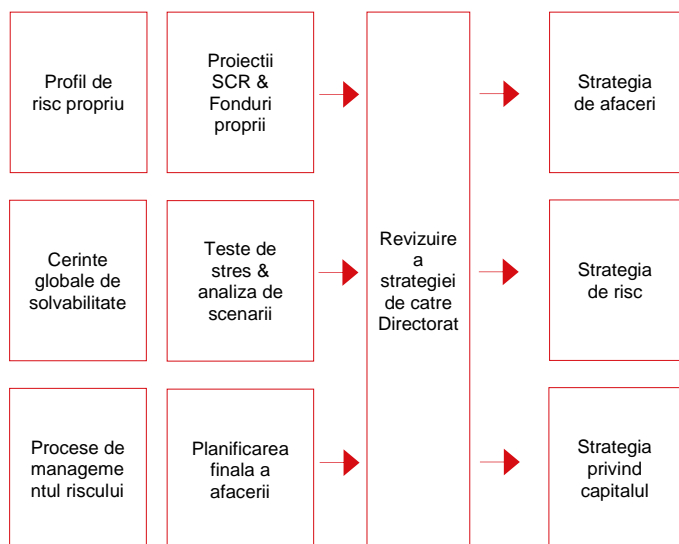 Profil de
risc propriu
Proiectii
SCR &
Fonduri
proprii
Strategia
de afaceri
Cerinte
globale de
solvabilitate
Teste de
stres &
analiza de
scenarii
Revizuire
a
strategiei
de catre
Directorat
Strategia
de risc
Procese de
manageme
ntul riscului
Planificarea
finala a
afacerii
Strategia
privind
capitalul